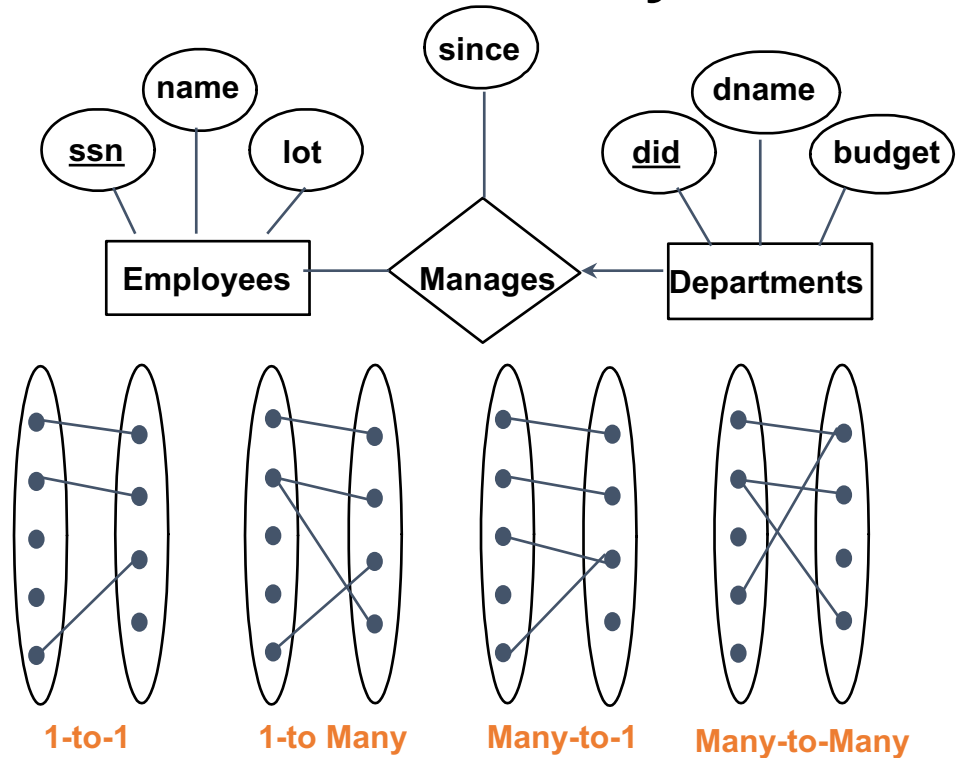 since
name
dname
ssn
lot
did
budget
Employees
Manages
Departments
1-to-1
1-to Many
Many-to-1
Many-to-Many